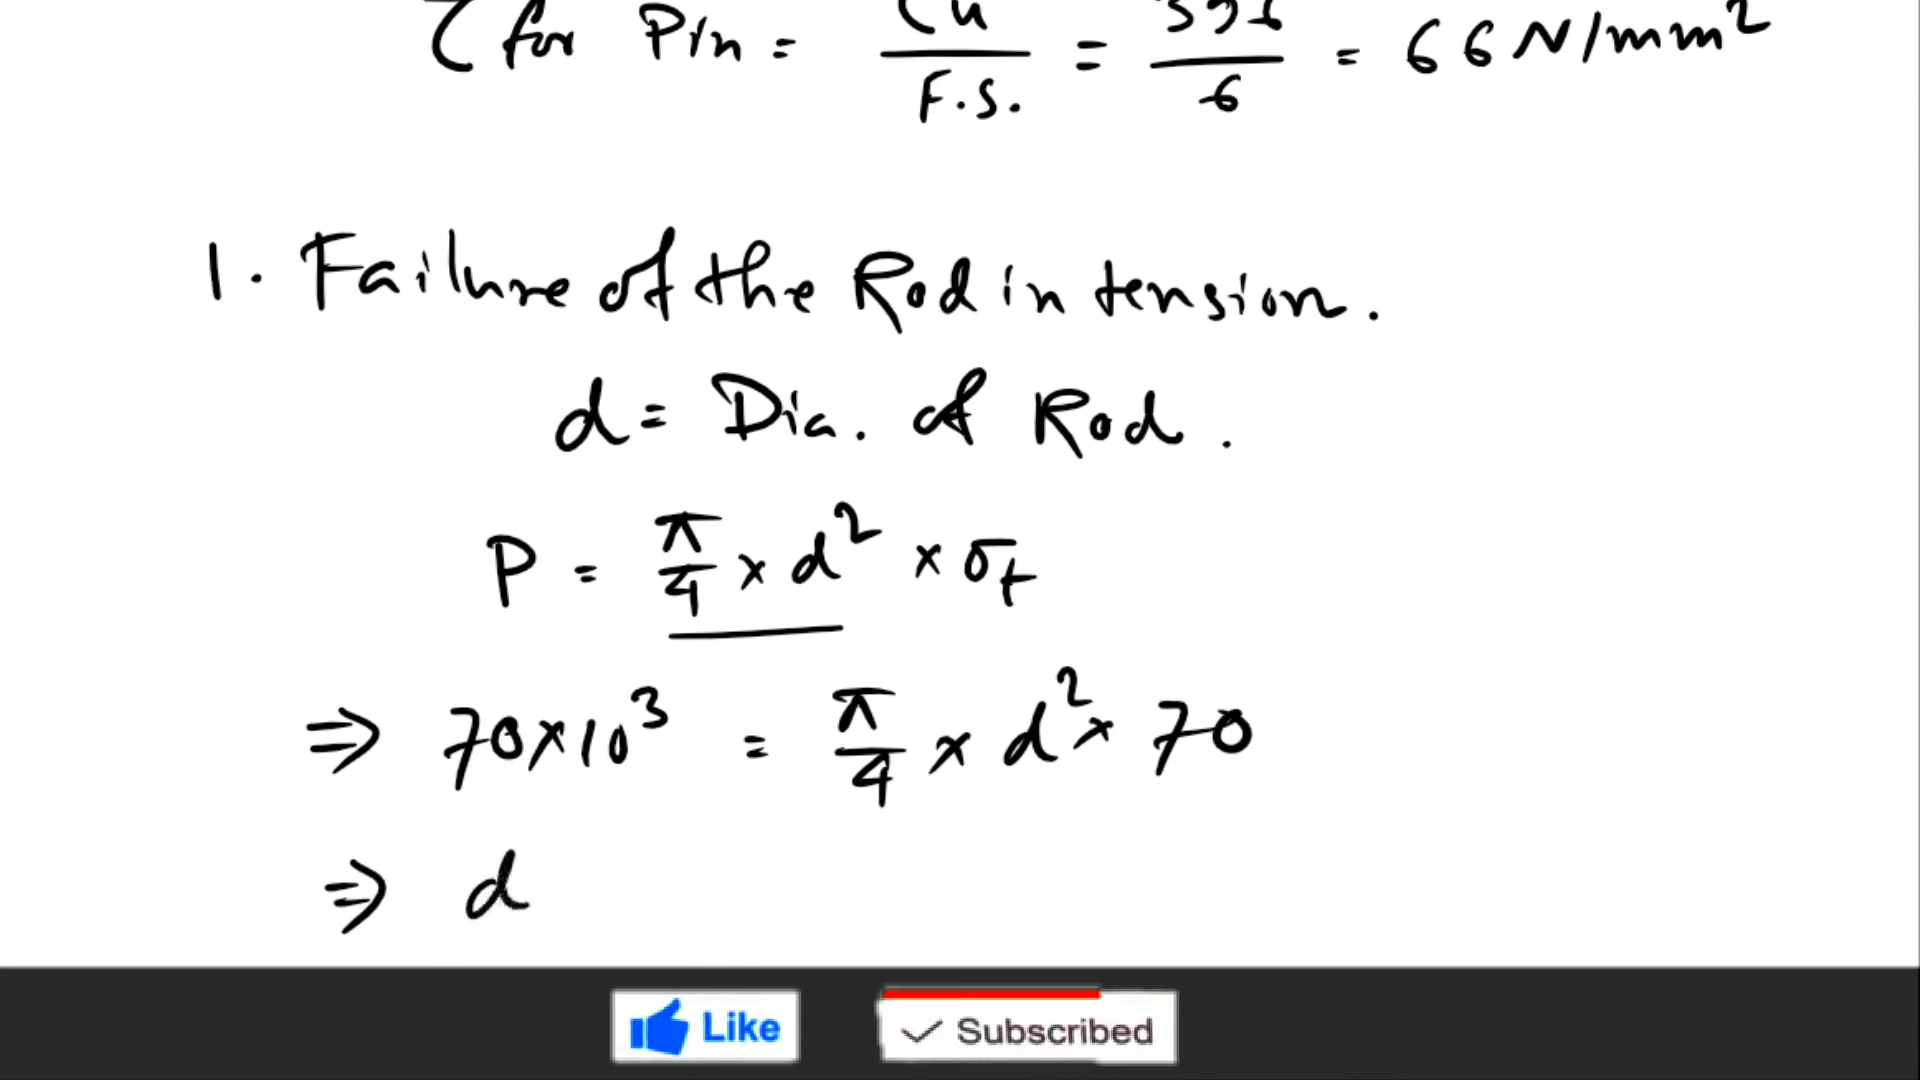 τ for Pin = τu / F.S. = 396 / 6 = 66 N/mm²
1. Failure of the Rod in tension.
d = Dia. of Rod.
P = π/4 × d² × σt
⇒ 70×10³ = π/4 × d² × 70
⇒ d
Like
Subscribed